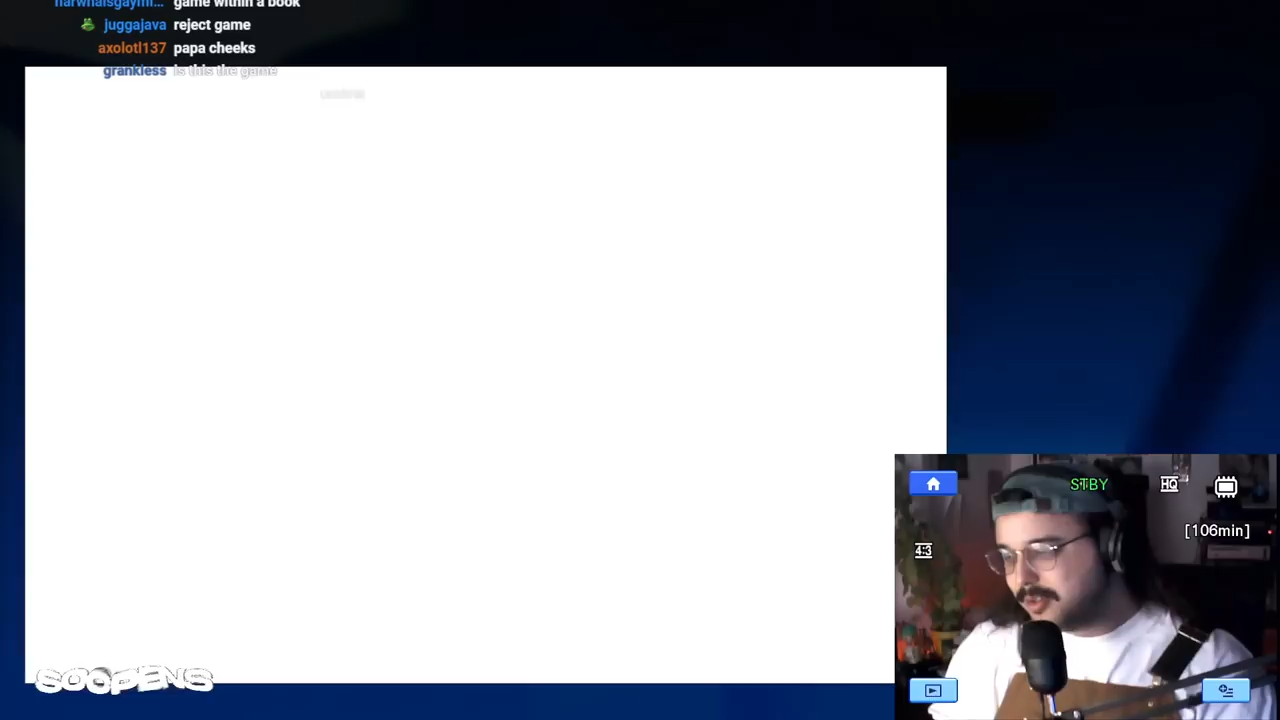 game within a book
juggajava reject game
axolotl137 papa cheeks
grankless is this the game
STBY HQ
[106min]
4:3
SOOPENS